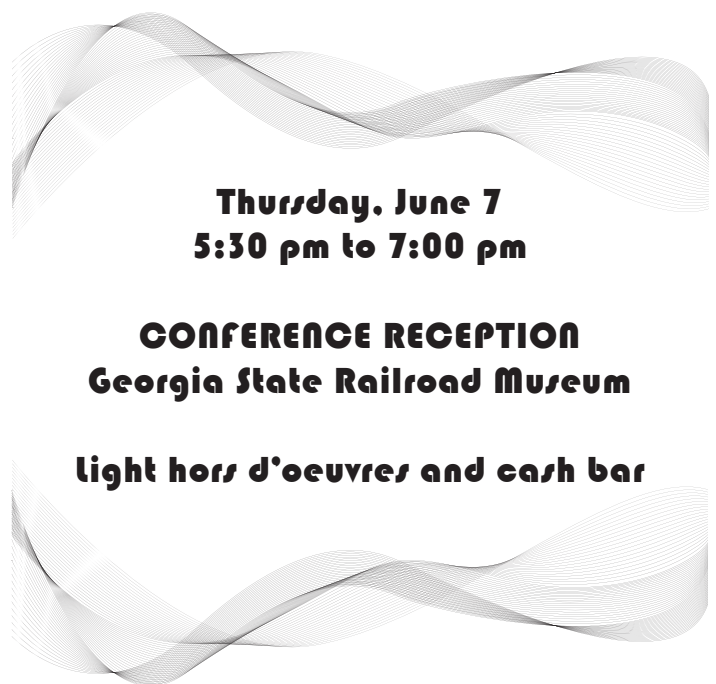 Thursday, June 7
5:30 pm to 7:00 pm
CONFERENCE RECEPTION
Georgia State Railroad Museum
Light hors d'oeuvres and cash bar